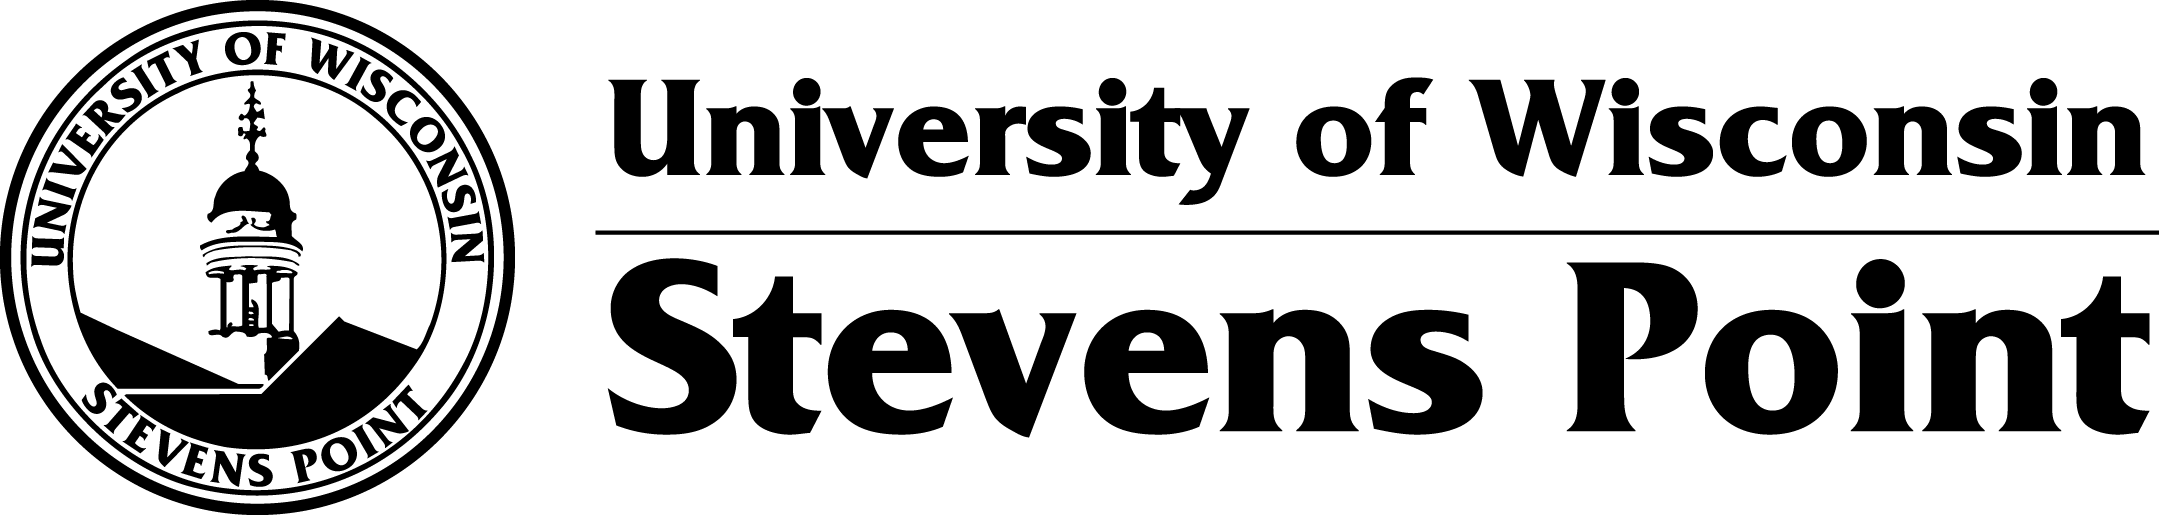 UNIVERSITY OF WISCONSIN
STEVENS POINT
University of Wisconsin
Stevens Point